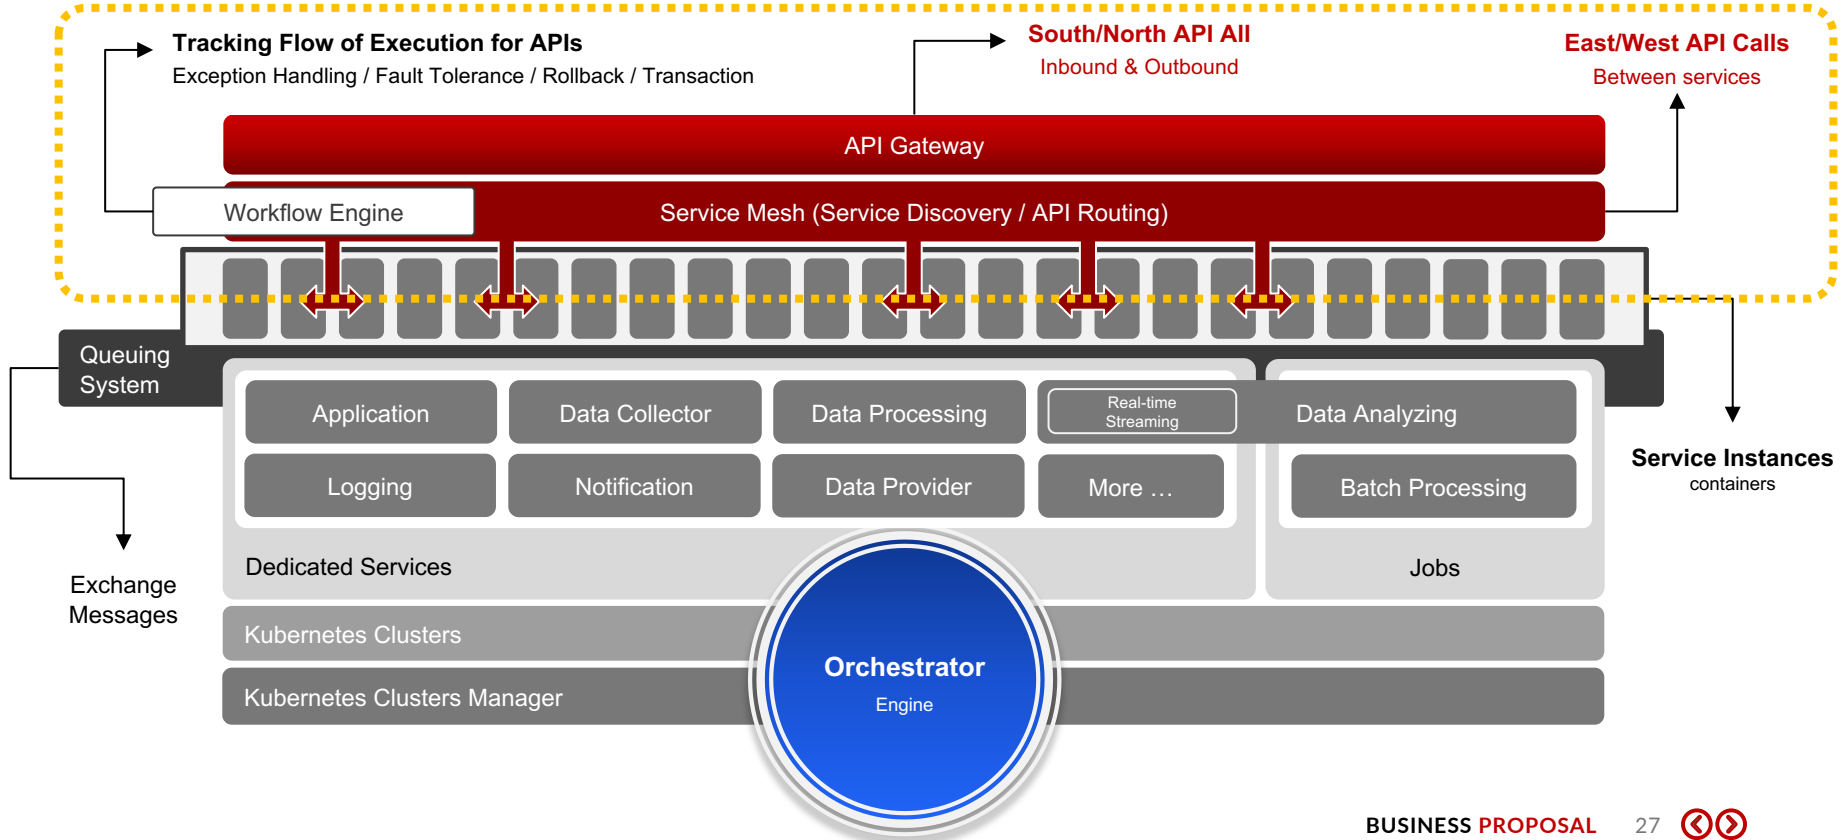 Tracking Flow of Execution for APIs
Exception Handling / Fault Tolerance / Rollback / Transaction
South/North API All
Inbound & Outbound
East/West API Calls
Between services
API Gateway
Workflow Engine
Service Mesh (Service Discovery / API Routing)
Queuing
System
Application
Data Collector
Data Processing
Real-time
Streaming
Data Analyzing
Logging
Notification
Data Provider
More …
Batch Processing
Service Instances
containers
Dedicated Services
Jobs
Exchange
Messages
Kubernetes Clusters
Kubernetes Clusters Manager
Orchestrator
Engine
BUSINESS PROPOSAL 27